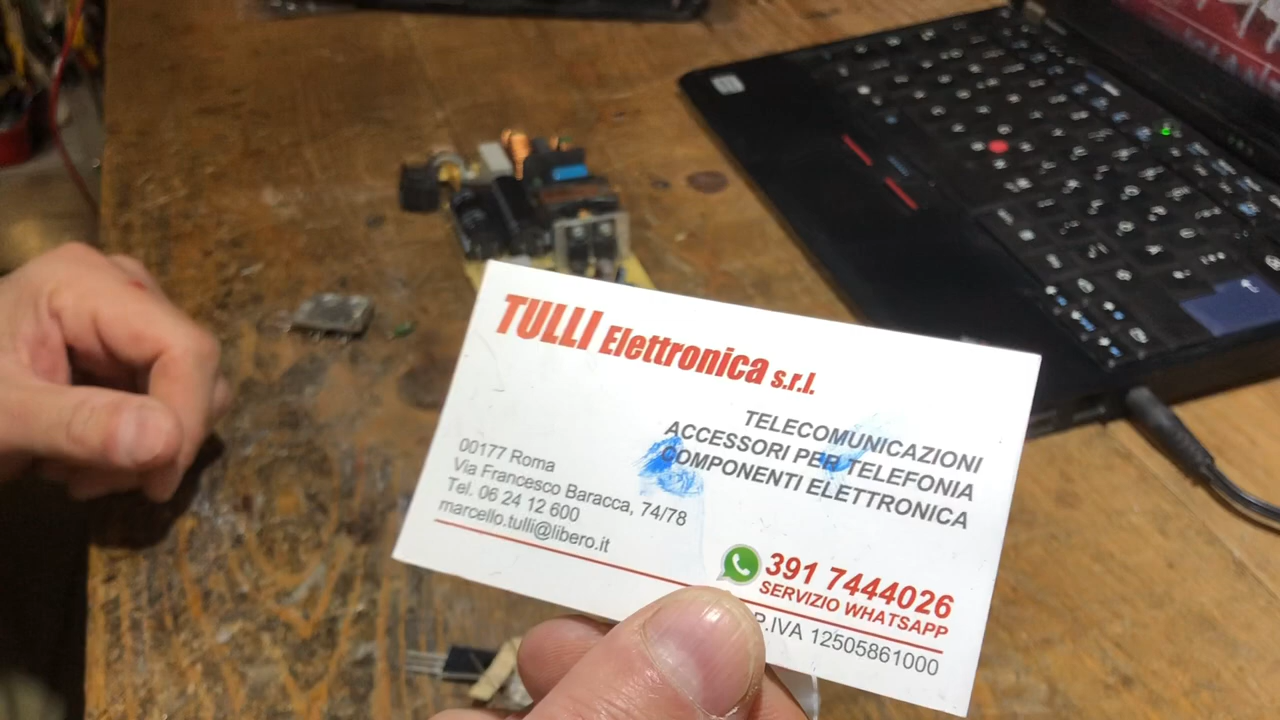 TULLI Elettronica s.r.l.
TELECOMUNICAZIONI
ACCESSORI PER TELEFONIA
COMPONENTI ELETTRONICA
00177 Roma
Via Francesco Baracca, 74/78
Tel. 06 24 12 600
marcello.tulli@libero.it
391 7444026
SERVIZIO WHATSAPP
P.IVA 12505861000